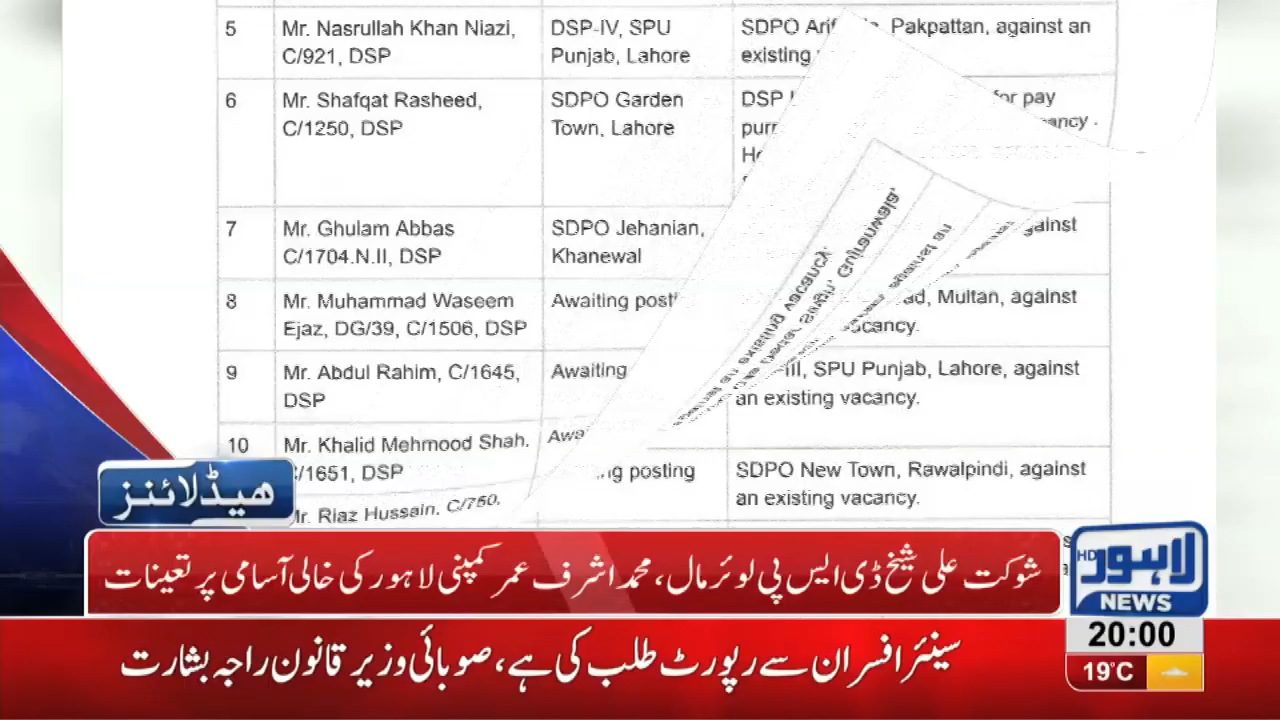 5 Mr. Nasrullah Khan Niazi, DSP-IV, SPU SDPO Pakpattan, against an
C/921, DSP Punjab, Lahore existing
6 Mr. Shafqat Rasheed, SDPO Garden DSP for pay
C/1250, DSP Town, Lahore
7 Mr. Ghulam Abbas SDPO Jehanian,
C/1704.N.II, DSP Khanewal
8 Mr. Muhammad Waseem Awaiting Multan, against
Ejaz, DG/39, C/1506, DSP
9 Mr. Abdul Rahim, C/1645, Awaiting SPU Punjab, Lahore, against
DSP an existing vacancy.
10 Mr. Khalid Mehmood Shah.
DSP posting SDPO New Town, Rawalpindi, against
an existing vacancy.
Riaz Hussain. C/750,
ھیڈلائنز
شوکت علی شیخ ڈی ایس پی لوئر مال، محمد اشرف عمر کمپنی لاہور کی خالی آسامی پر تعینات
لاہور HD
NEWS
سینئر افسران سے رپورٹ طلب کی ہے، صوبائی وزیر قانون راجہ بشارت
20:00
19°C